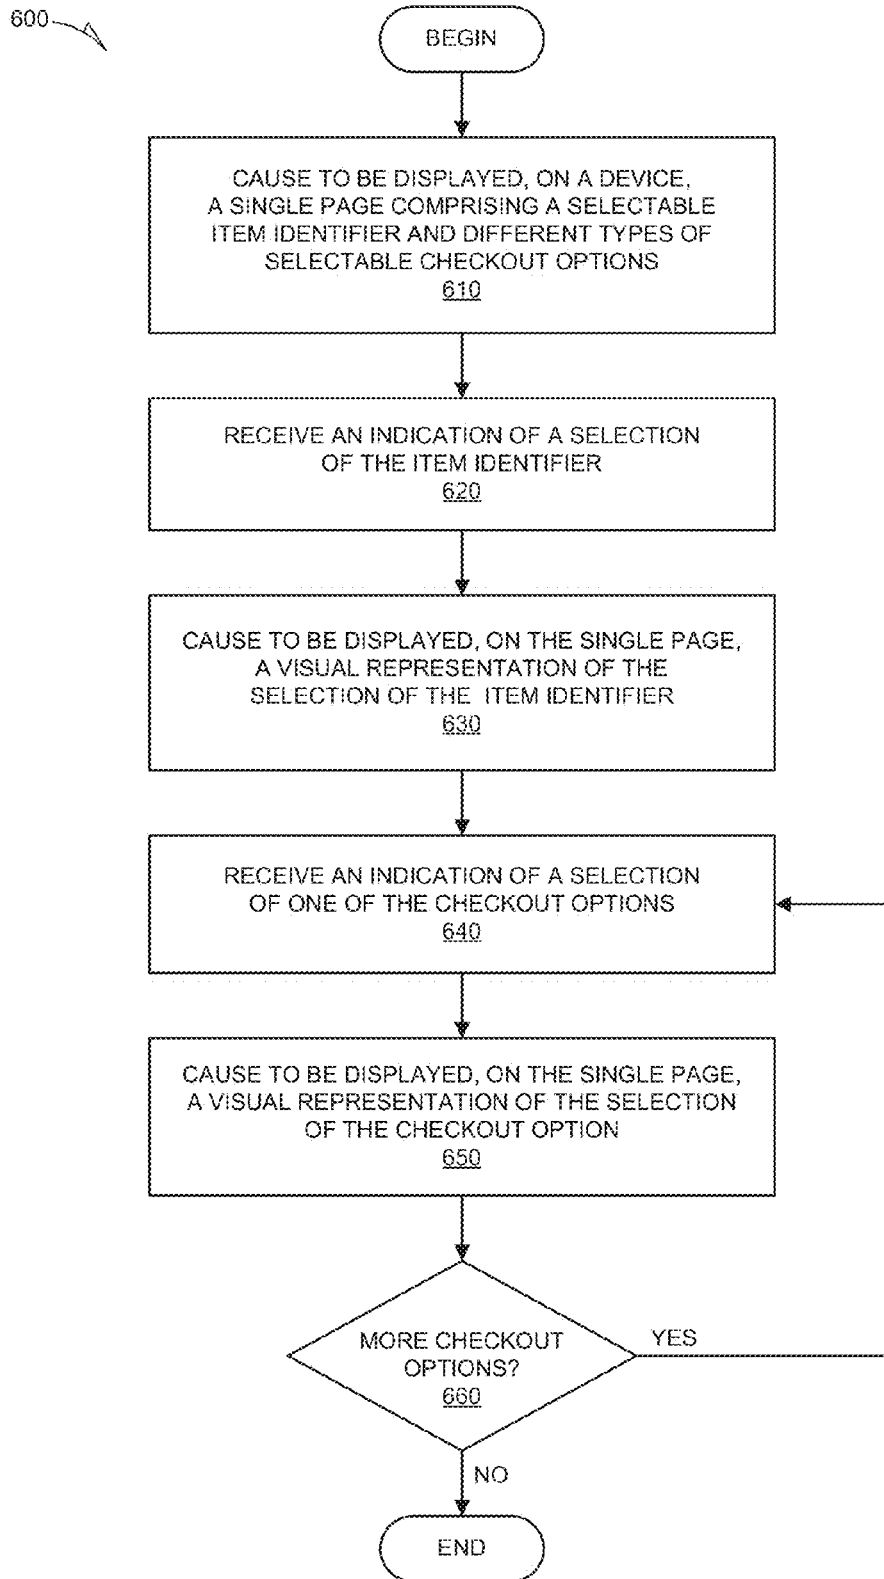 600
BEGIN
CAUSE TO BE DISPLAYED, ON A DEVICE,
A SINGLE PAGE COMPRISING A SELECTABLE
ITEM IDENTIFIER AND DIFFERENT TYPES OF
SELECTABLE CHECKOUT OPTIONS
610
RECEIVE AN INDICATION OF A SELECTION
OF THE ITEM IDENTIFIER
620
CAUSE TO BE DISPLAYED, ON THE SINGLE PAGE,
A VISUAL REPRESENTATION OF THE
SELECTION OF THE ITEM IDENTIFIER
630
RECEIVE AN INDICATION OF A SELECTION
OF ONE OF THE CHECKOUT OPTIONS
640
CAUSE TO BE DISPLAYED, ON THE SINGLE PAGE,
A VISUAL REPRESENTATION OF THE SELECTION
OF THE CHECKOUT OPTION
650
MORE CHECKOUT
OPTIONS?
660
YES
NO
END